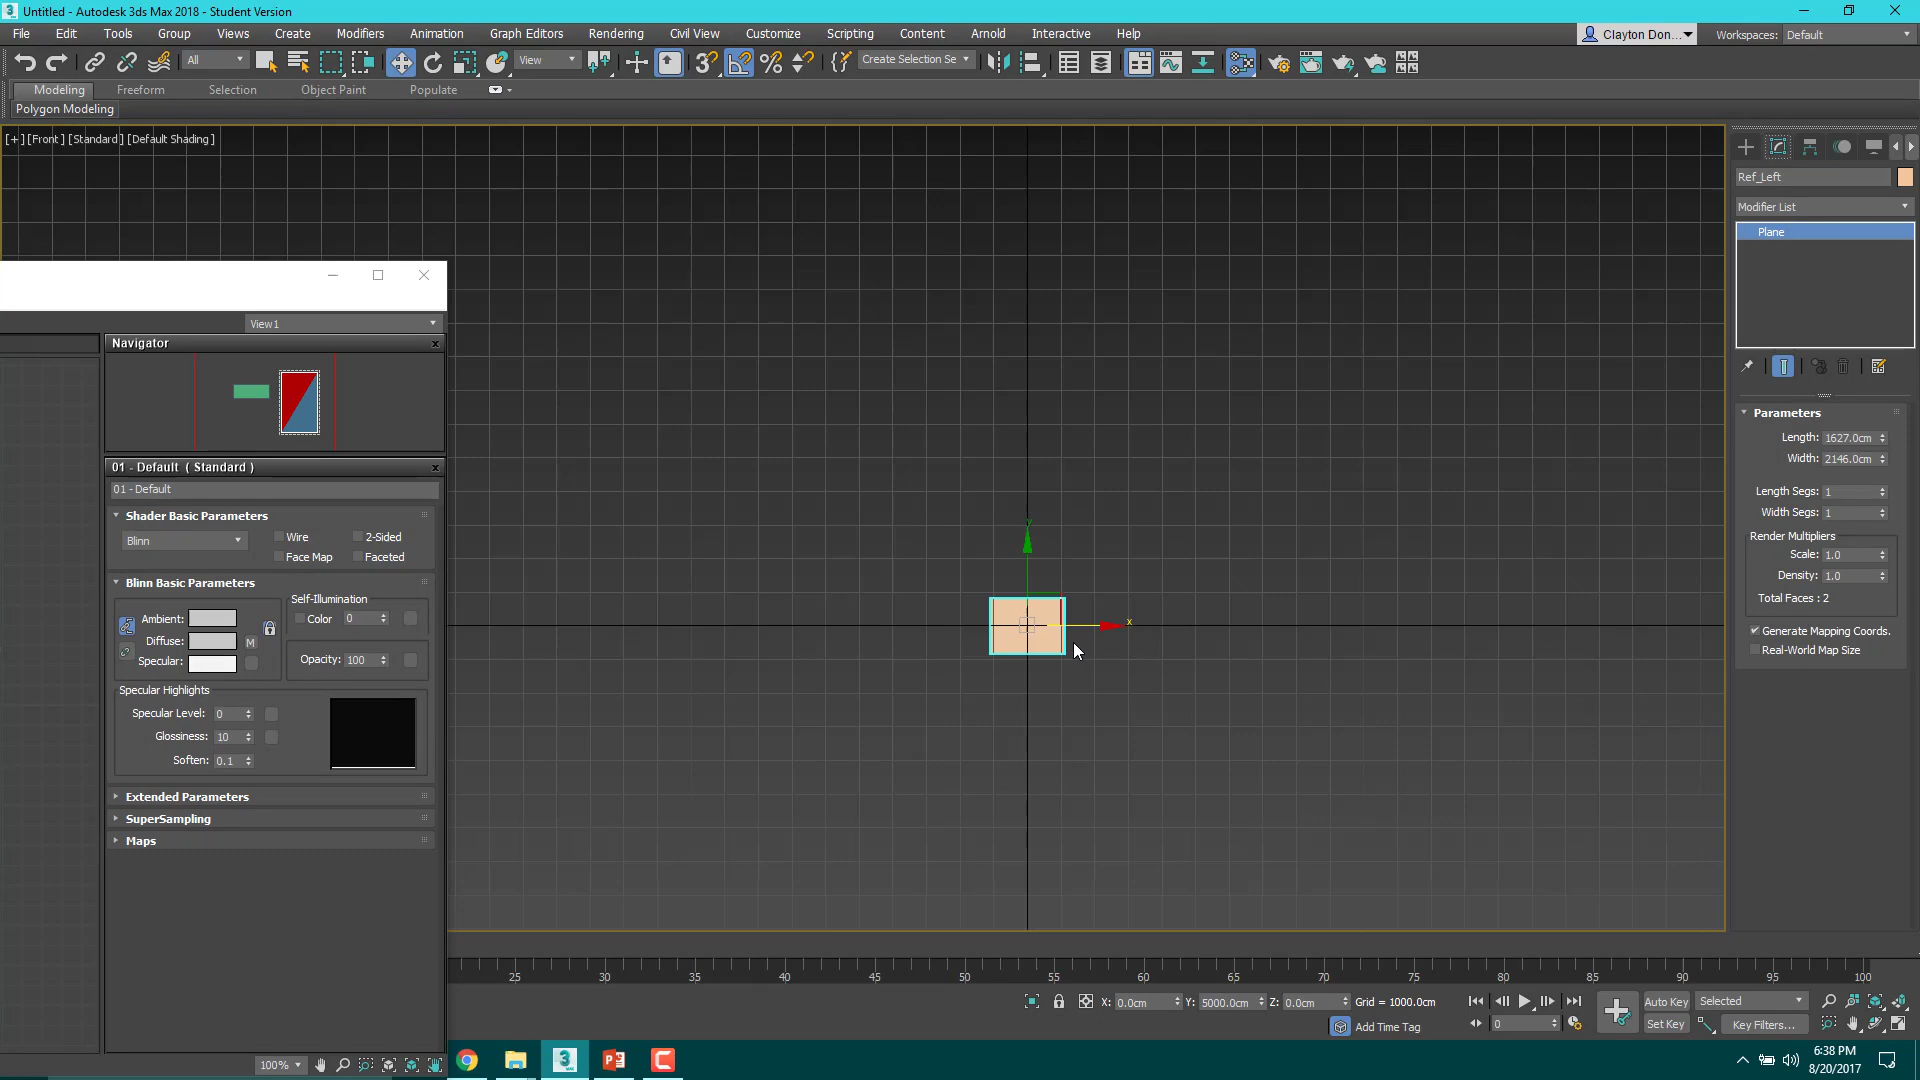 Untitled - Autodesk 3ds Max 2018 - Student Version
File Edit Tools Group Views Create Modifiers Animation Graph Editors Rendering Civil View Customize Scripting Content Arnold Interactive Help
Clayton Don... Workspaces: Default
All View Create Selection Se
Modeling Freeform Selection Object Paint Populate
Polygon Modeling
[+] [Front] [Standard] [Default Shading]
Ref_Left
Modifier List
Plane
View1
Navigator
01 - Default ( Standard )
01 - Default
Shader Basic Parameters
Blinn
Wire 2-Sided
Face Map Faceted
Blinn Basic Parameters
Self-Illumination
Ambient: Color 0
Diffuse: M
Specular: Opacity: 100
Specular Highlights
Specular Level: 0
Glossiness: 10
Soften: 0.1
Extended Parameters
SuperSampling
Maps
y
x
Parameters
Length: 1627.0cm
Width: 2146.0cm
Length Segs: 1
Width Segs: 1
Render Multipliers
Scale: 1.0
Density: 1.0
Total Faces : 2
Generate Mapping Coords.
Real-World Map Size
25 30 35 40 45 50 55 60 65 70 75 80 85 90 95 100
X: 0.0cm Y: 5000.0cm Z: 0.0cm Grid = 1000.0cm
Add Time Tag
0
Auto Key Selected
Set Key Key Filters...
100%
6:38 PM
8/20/2017